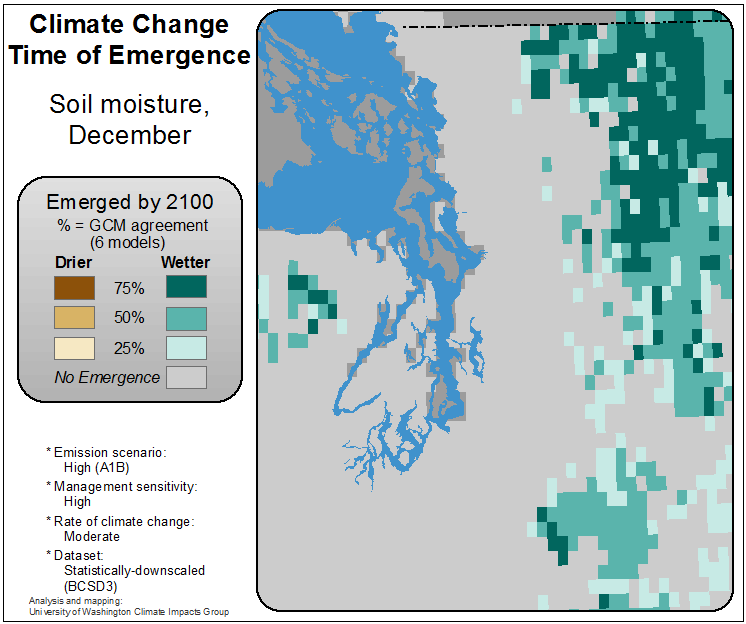 Climate Change
Time of Emergence
Soil moisture,
December
Emerged by 2100
% = GCM agreement
(6 models)
Drier Wetter
75%
50%
25%
No Emergence
* Emission scenario:
High (A1B)
* Management sensitivity:
High
* Rate of climate change:
Moderate
* Dataset:
Statistically-downscaled
(BCSD3)
Analysis and mapping:
University of Washington Climate Impacts Group